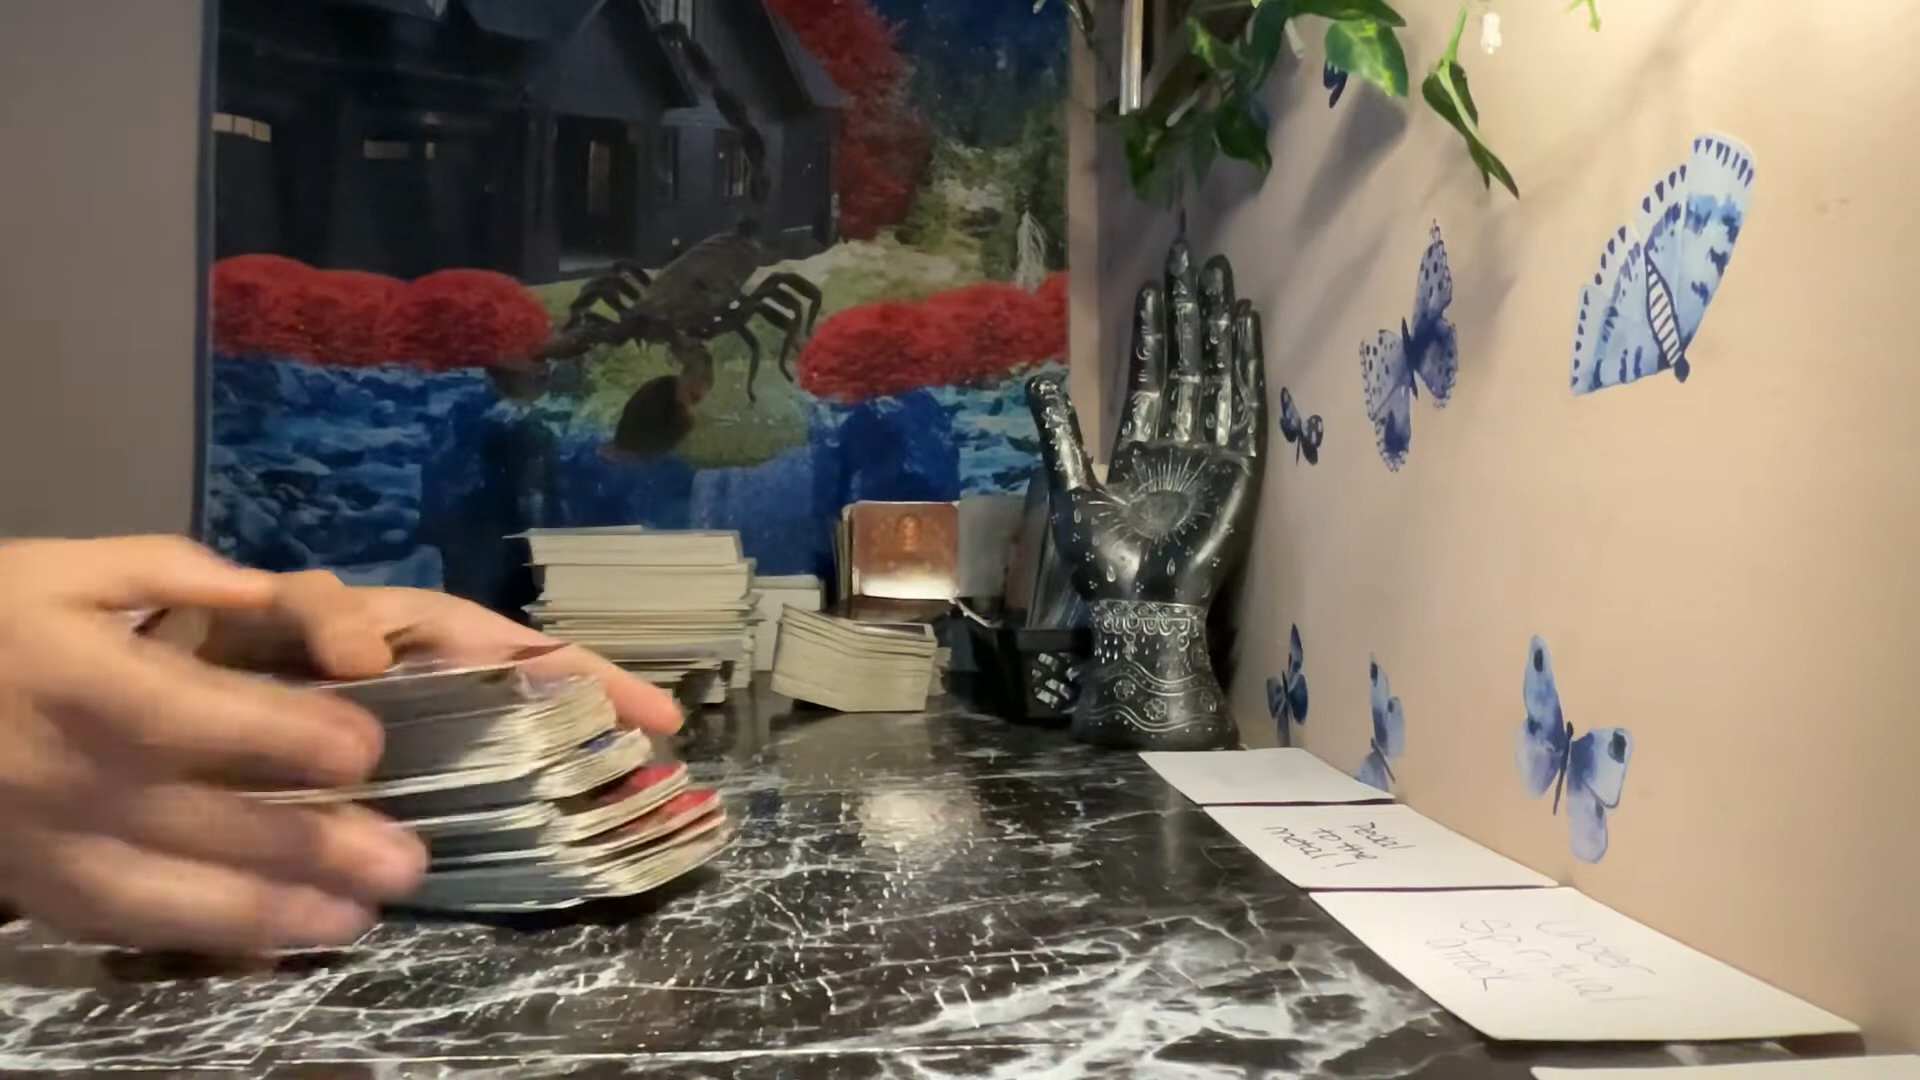 Pedal
to the
metal!
Under
Spiritual
Attack